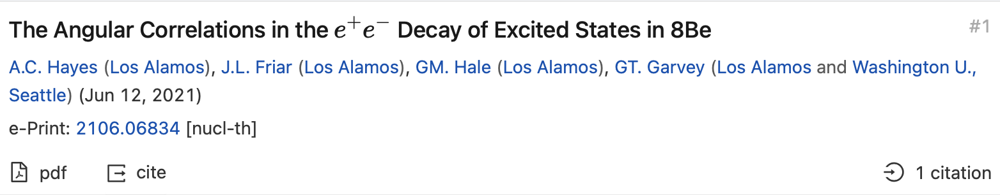 The Angular Correlations in the e⁺e⁻ Decay of Excited States in 8Be
#1
A.C. Hayes (Los Alamos), J.L. Friar (Los Alamos), GM. Hale (Los Alamos), GT. Garvey (Los Alamos and Washington U.,
Seattle) (Jun 12, 2021)
e-Print: 2106.06834 [nucl-th]
pdf
cite
1 citation